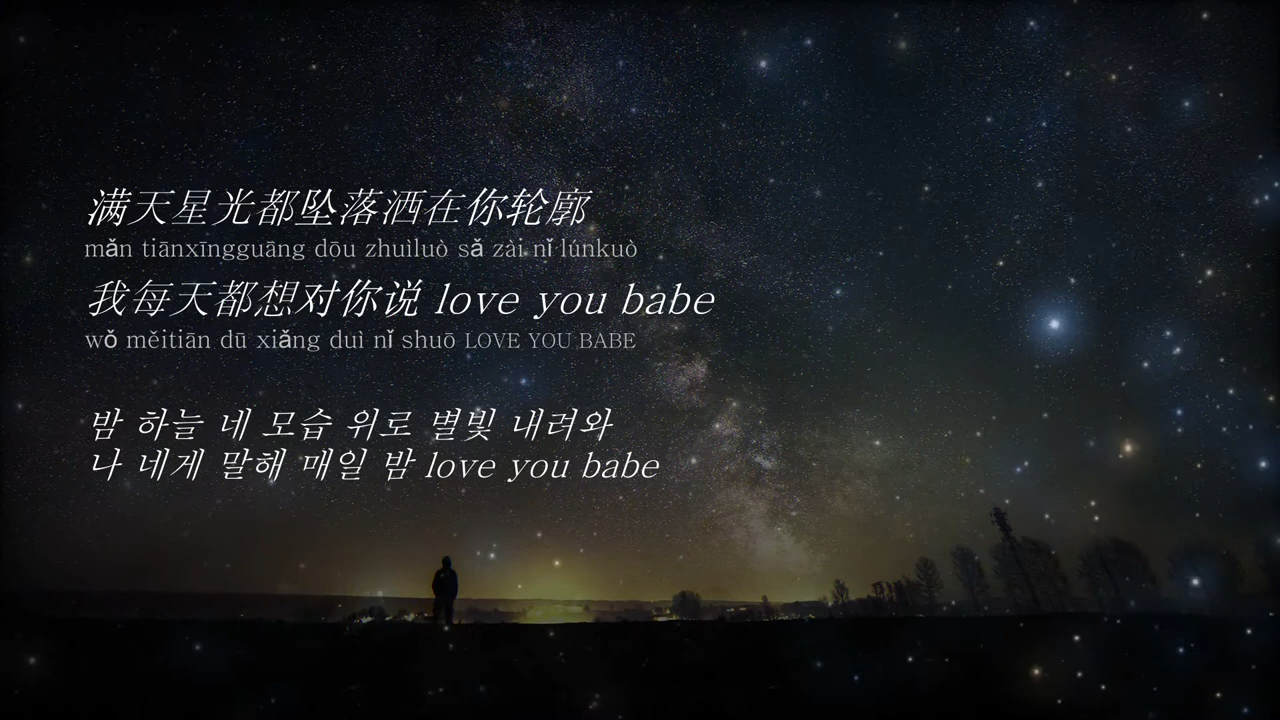 满天星光都坠落洒在你轮廓
mǎn tiānxīngguāng dōu zhuìluò sǎ zài nǐ lúnkuò
我每天都想对你说 love you babe
wǒ měitiān dū xiǎng duì nǐ shuō LOVE YOU BABE
밤 하늘 네 모습 위로 별빛 내려와
나 네게 말해 매일 밤 love you babe